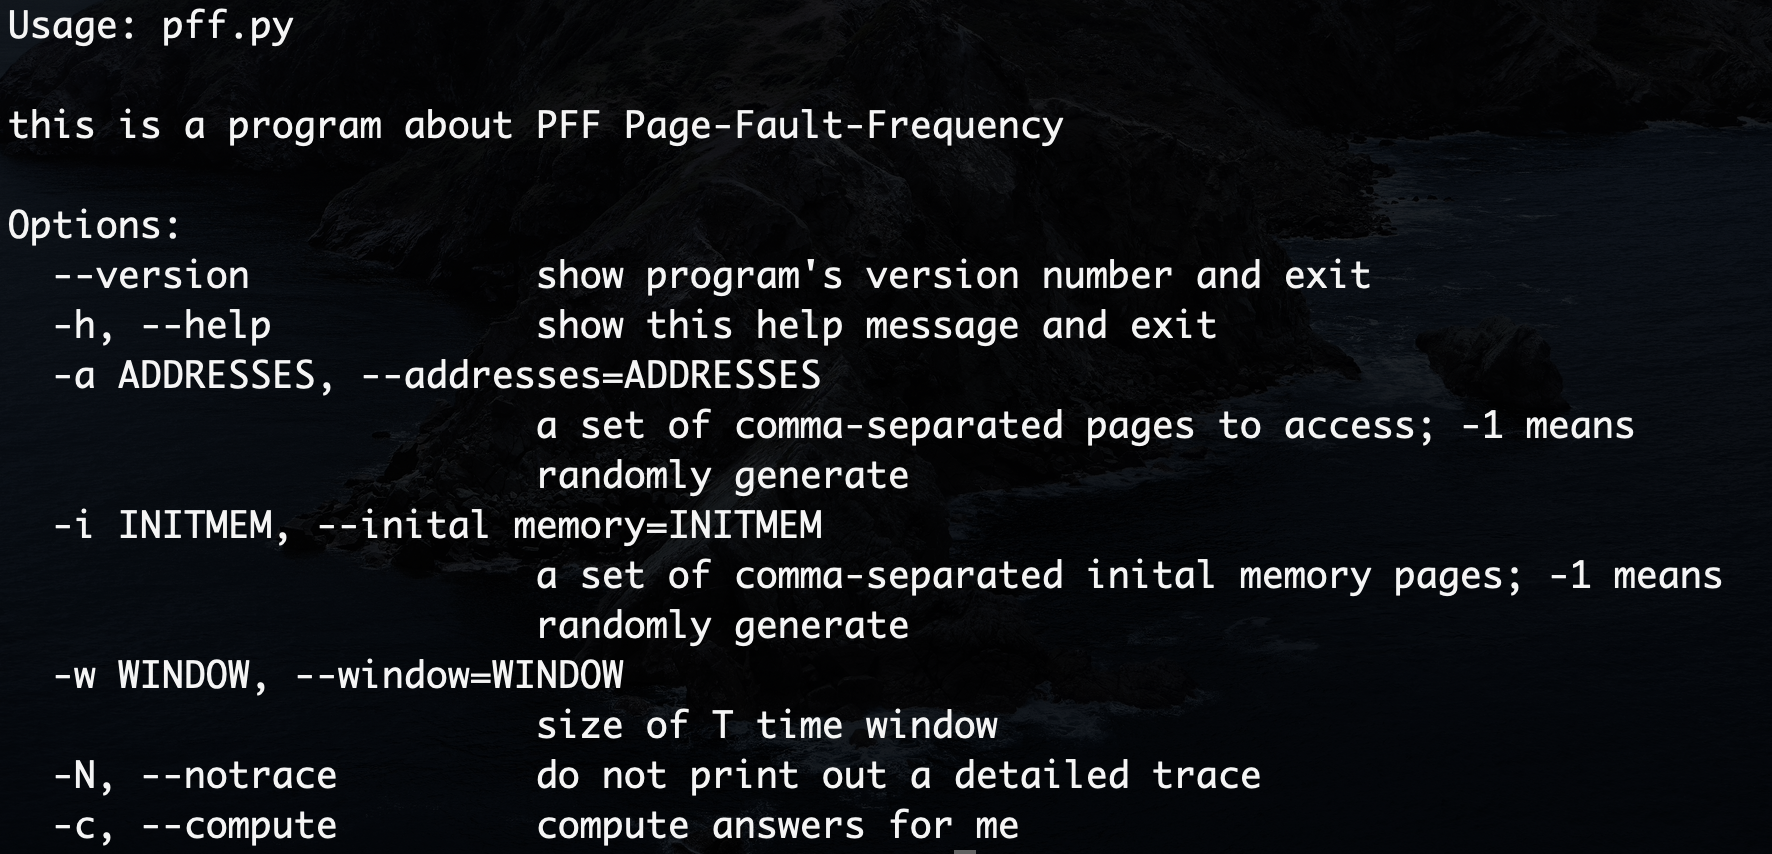 Usage: pff.py
this is a program about PFF Page-Fault-Frequency
Options:
--version show program's version number and exit
-h, --help show this help message and exit
-a ADDRESSES, --addresses=ADDRESSES
a set of comma-separated pages to access; -1 means
randomly generate
-i INITMEM, --inital memory=INITMEM
a set of comma-separated inital memory pages; -1 means
randomly generate
-w WINDOW, --window=WINDOW
size of T time window
-N, --notrace do not print out a detailed trace
-c, --compute compute answers for me